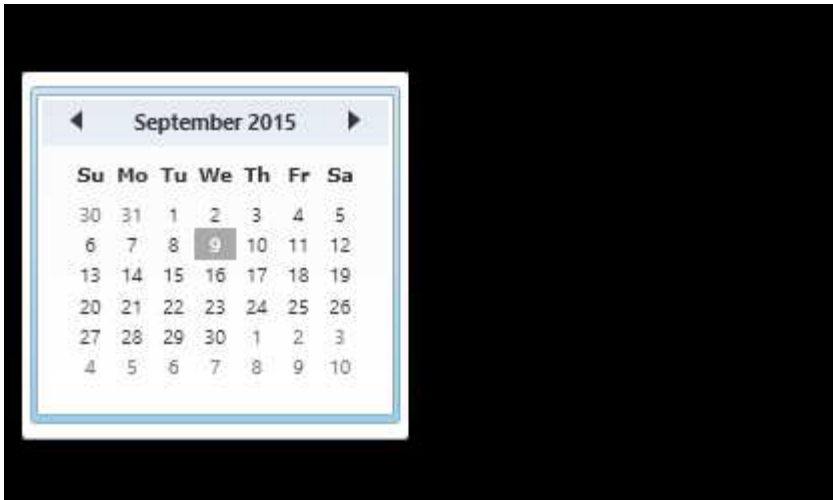 September 2015
Su Mo Tu We Th Fr Sa
30 31 1 2 3 4 5
6 7 8 9 10 11 12
13 14 15 16 17 18 19
20 21 22 23 24 25 26
27 28 29 30 1 2 3
4 5 6 7 8 9 10